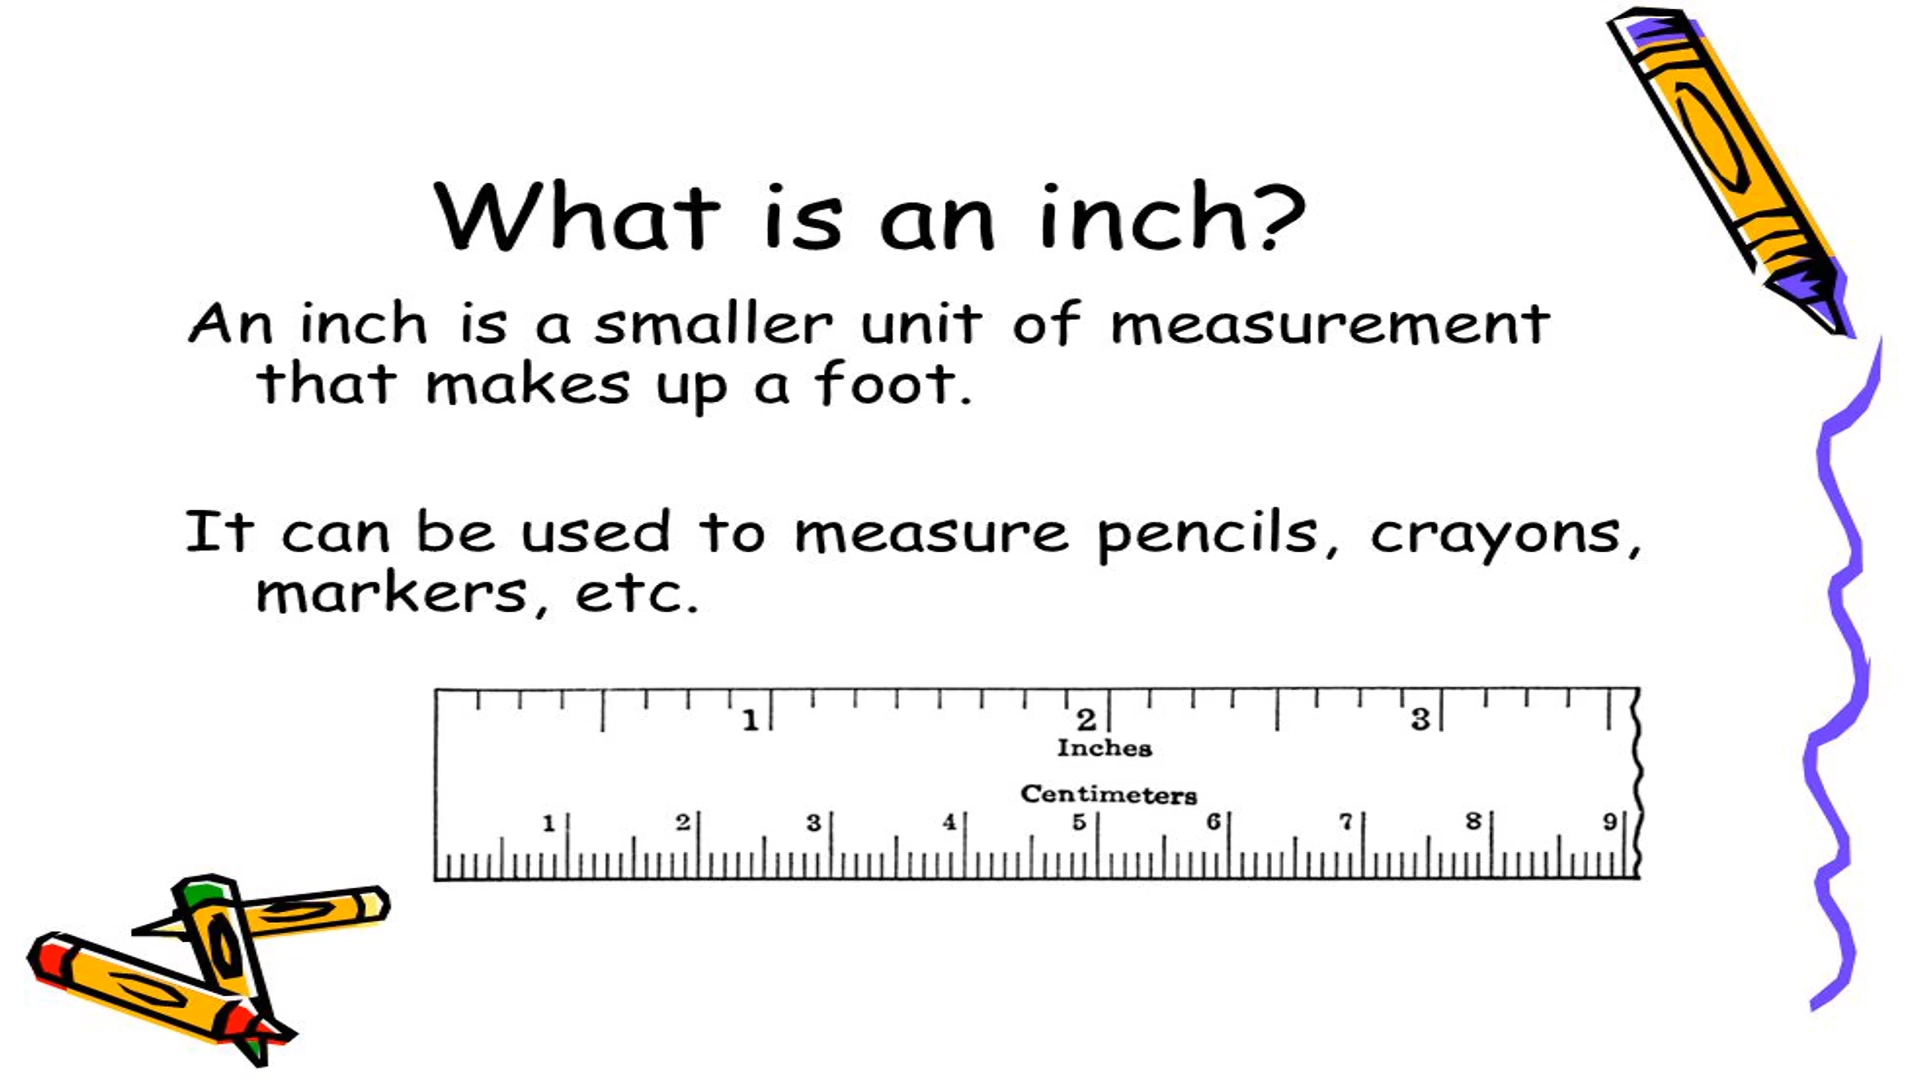 What is an inch?
An inch is a smaller unit of measurement
that makes up a foot.
It can be used to measure pencils, crayons,
markers, etc.
1 2 3
Inches
Centimeters
1 2 3 4 5 6 7 8 9